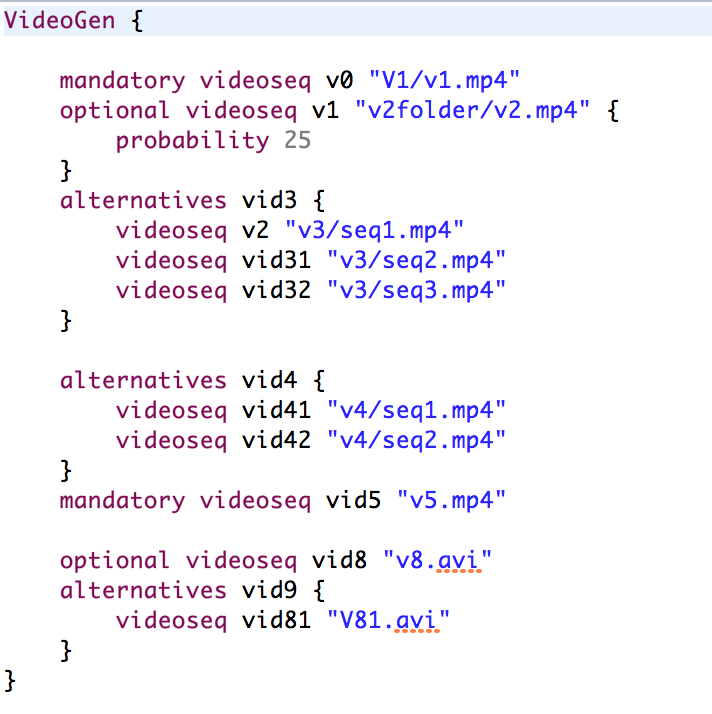 VideoGen {
mandatory videoseq v0 "V1/v1.mp4"
optional videoseq v1 "v2folder/v2.mp4" {
probability 25
}
alternatives vid3 {
videoseq v2 "v3/seq1.mp4"
videoseq vid31 "v3/seq2.mp4"
videoseq vid32 "v3/seq3.mp4"
}
alternatives vid4 {
videoseq vid41 "v4/seq1.mp4"
videoseq vid42 "v4/seq2.mp4"
}
mandatory videoseq vid5 "v5.mp4"
optional videoseq vid8 "v8.avi"
alternatives vid9 {
videoseq vid81 "V81.avi"
}
}